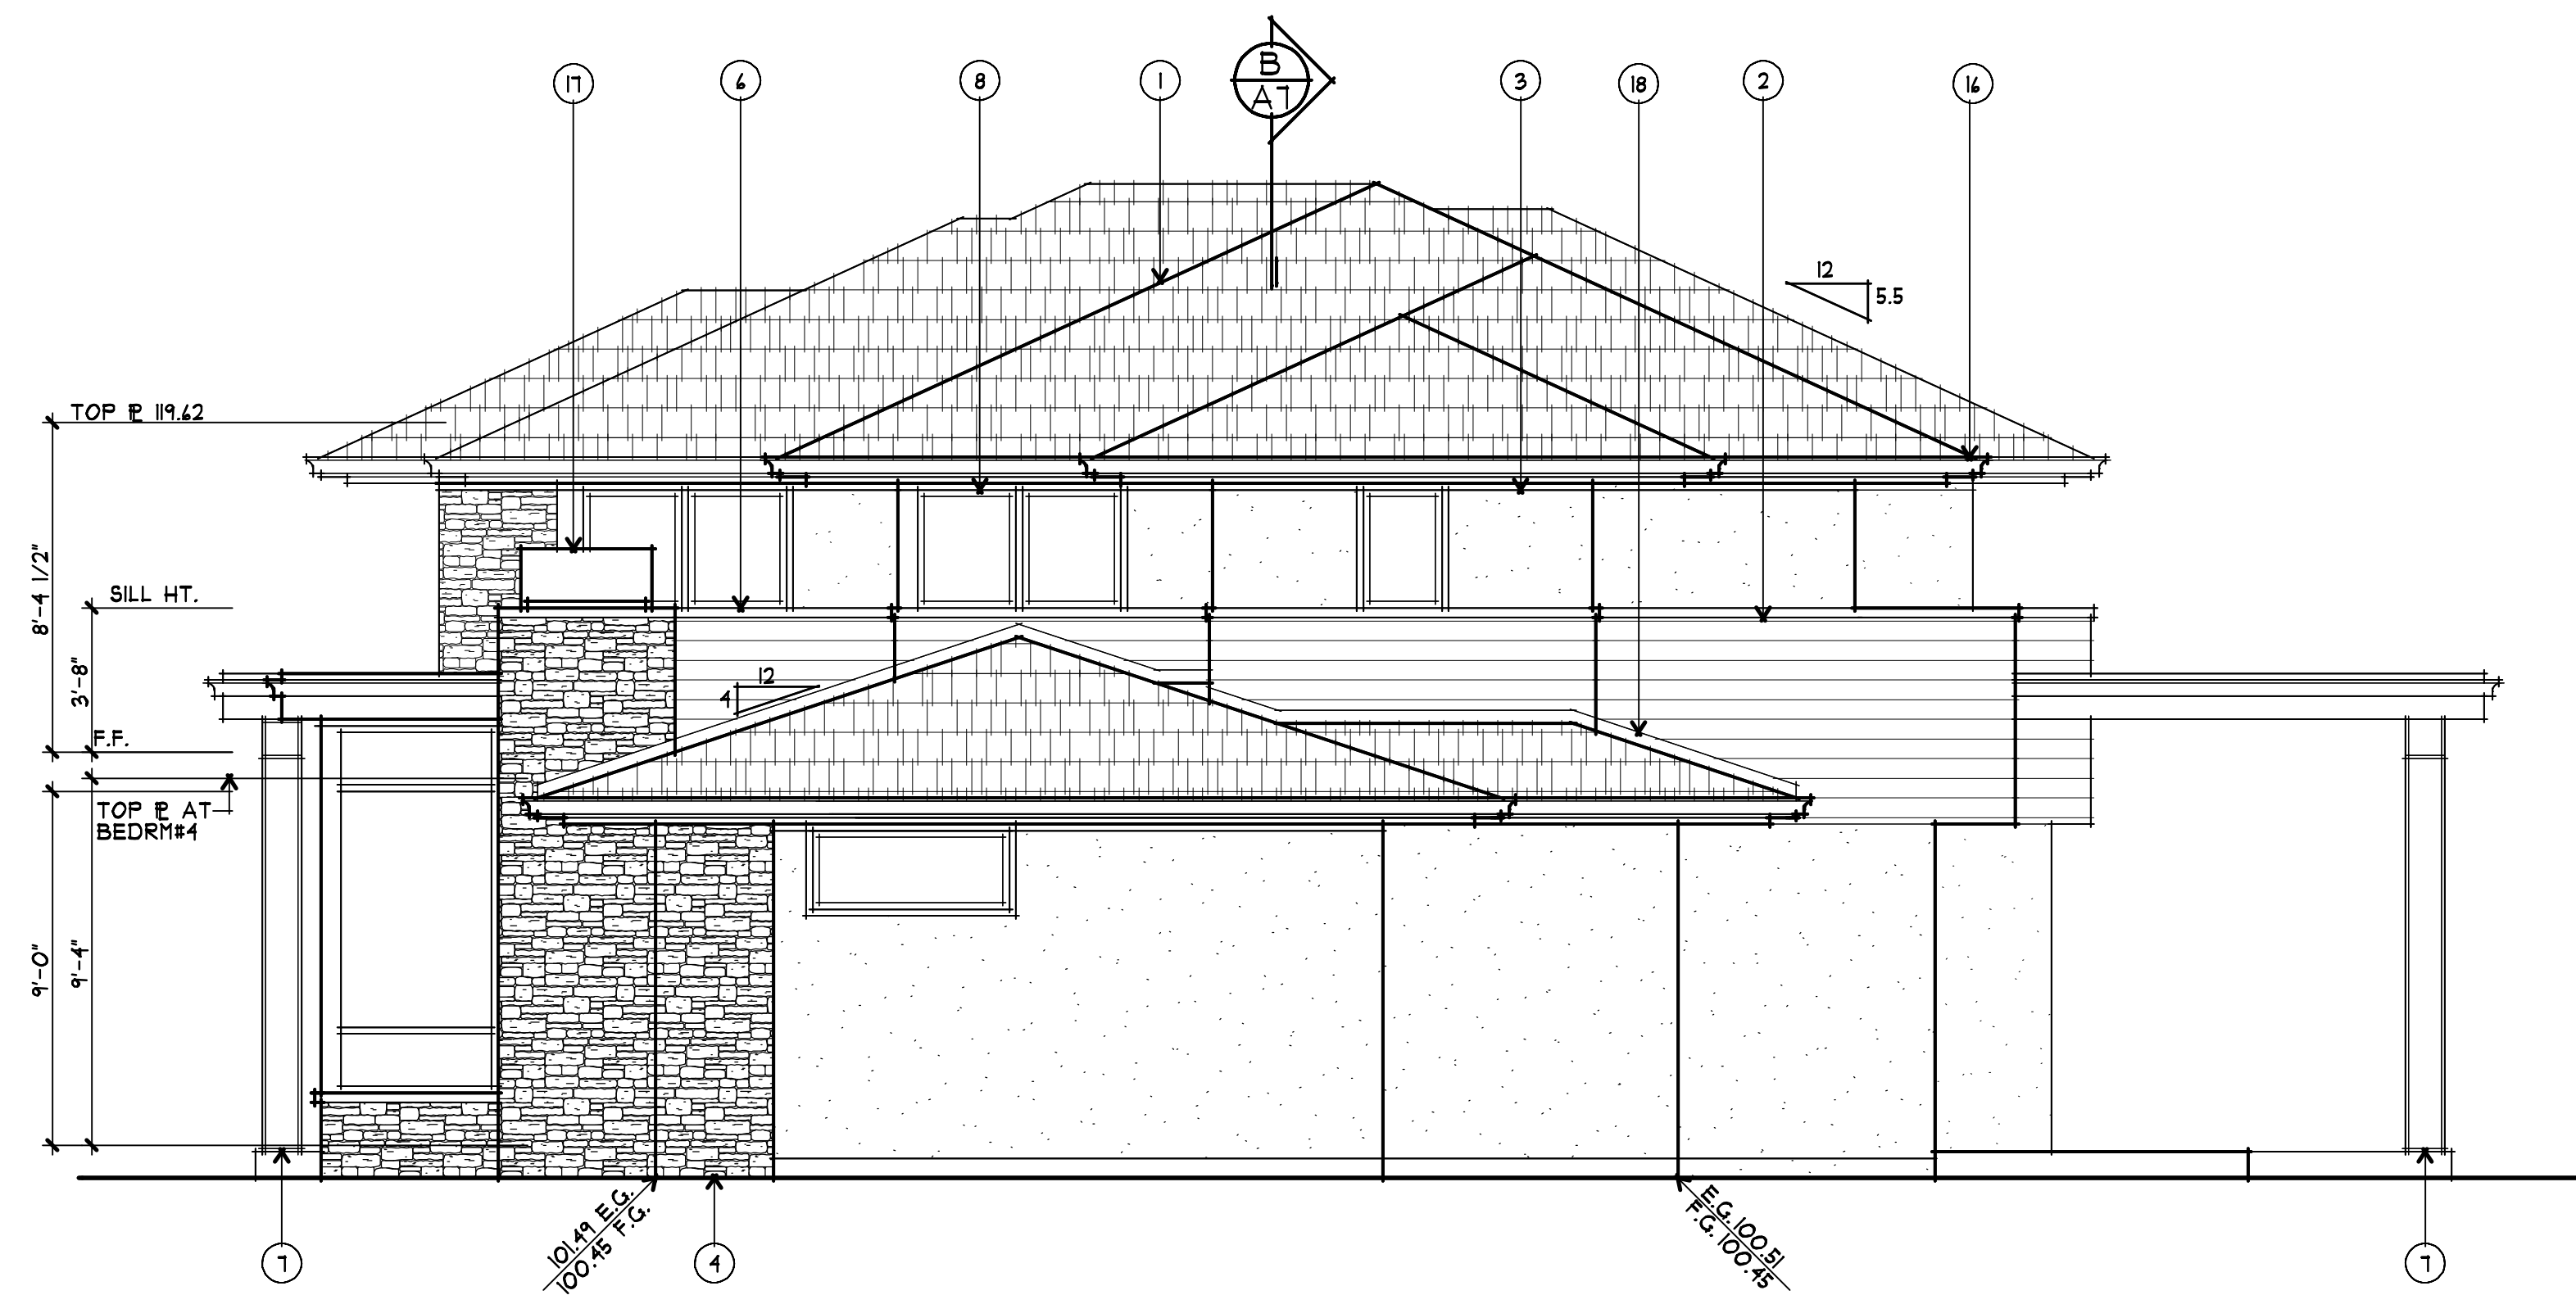 17
6
8
1
B
A7
3
18
2
16
12
5.5
TOP ℙL 119.62
8'-4 1/2"
SILL HT.
3'-8"
12
4
F.F.
TOP ℙL AT
BEDRM#4
9'-0"
9'-4"
101.49 E.G.
100.45 F.G.
E.G. 100.51
F.G. 100.45
7
4
7